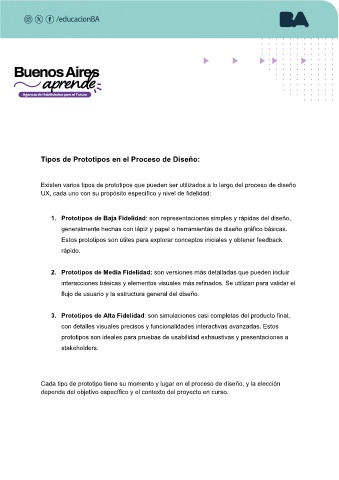 /educacionBA
BA
Buenos Aires
aprende
Agencia de Habilidades para el Futuro
Tipos de Prototipos en el Proceso de Diseño:
Existen varios tipos de prototipos que pueden ser utilizados a lo largo del proceso de diseño
UX, cada uno con su propósito específico y nivel de fidelidad:
1. Prototipos de Baja Fidelidad: son representaciones simples y rápidas del diseño,
generalmente hechas con lápiz y papel o herramientas de diseño gráfico básicas.
Estos prototipos son útiles para explorar conceptos iniciales y obtener feedback
rápido.
2. Prototipos de Media Fidelidad: son versiones más detalladas que pueden incluir
interacciones básicas y elementos visuales más refinados. Se utilizan para validar el
flujo de usuario y la estructura general del diseño.
3. Prototipos de Alta Fidelidad: son simulaciones casi completas del producto final,
con detalles visuales precisos y funcionalidades interactivas avanzadas. Estos
prototipos son ideales para pruebas de usabilidad exhaustivas y presentaciones a
stakeholders.
Cada tipo de prototipo tiene su momento y lugar en el proceso de diseño, y la elección
depende del objetivo específico y el contexto del proyecto en curso.